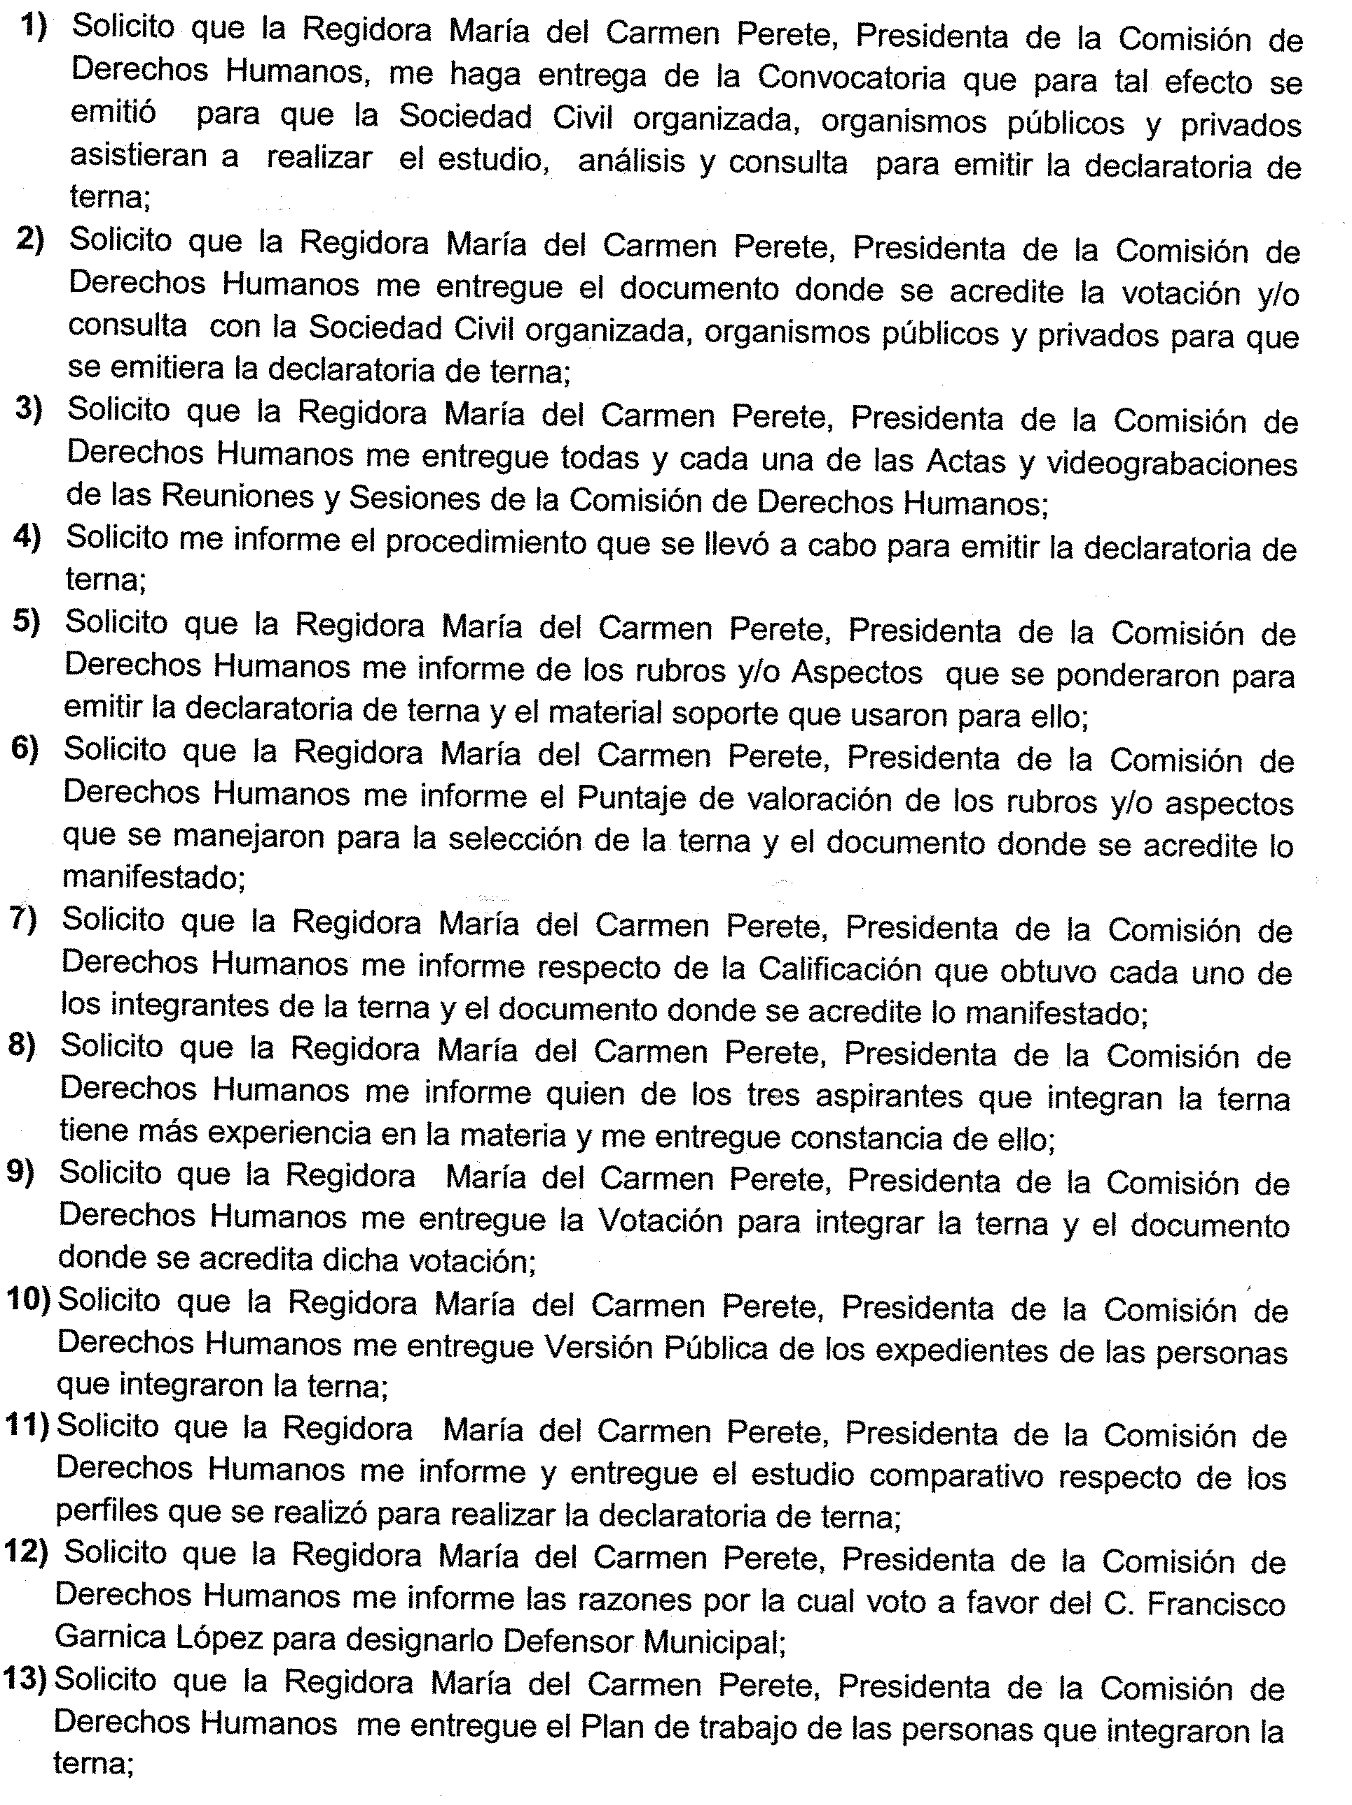 1) Solicito que la Regidora María del Carmen Perete, Presidenta de la Comisión de
Derechos Humanos, me haga entrega de la Convocatoria que para tal efecto se
emitió para que la Sociedad Civil organizada, organismos públicos y privados
asistieran a realizar el estudio, análisis y consulta para emitir la declaratoria de
terna;
2) Solicito que la Regidora María del Carmen Perete, Presidenta de la Comisión de
Derechos Humanos me entregue el documento donde se acredite la votación y/o
consulta con la Sociedad Civil organizada, organismos públicos y privados para que
se emitiera la declaratoria de terna;
3) Solicito que la Regidora María del Carmen Perete, Presidenta de la Comisión de
Derechos Humanos me entregue todas y cada una de las Actas y videograbaciones
de las Reuniones y Sesiones de la Comisión de Derechos Humanos;
4) Solicito me informe el procedimiento que se llevó a cabo para emitir la declaratoria de
terna;
5) Solicito que la Regidora María del Carmen Perete, Presidenta de la Comisión de
Derechos Humanos me informe de los rubros y/o Aspectos que se ponderaron para
emitir la declaratoria de terna y el material soporte que usaron para ello;
6) Solicito que la Regidora María del Carmen Perete, Presidenta de la Comisión de
Derechos Humanos me informe el Puntaje de valoración de los rubros y/o aspectos
que se manejaron para la selección de la terna y el documento donde se acredite lo
manifestado;
7) Solicito que la Regidora María del Carmen Perete, Presidenta de la Comisión de
Derechos Humanos me informe respecto de la Calificación que obtuvo cada uno de
los integrantes de la terna y el documento donde se acredite lo manifestado;
8) Solicito que la Regidora María del Carmen Perete, Presidenta de la Comisión de
Derechos Humanos me informe quien de los tres aspirantes que integran la terna
tiene más experiencia en la materia y me entregue constancia de ello;
9) Solicito que la Regidora María del Carmen Perete, Presidenta de la Comisión de
Derechos Humanos me entregue la Votación para integrar la terna y el documento
donde se acredita dicha votación;
10) Solicito que la Regidora María del Carmen Perete, Presidenta de la Comisión de
Derechos Humanos me entregue Versión Pública de los expedientes de las personas
que integraron la terna;
11) Solicito que la Regidora María del Carmen Perete, Presidenta de la Comisión de
Derechos Humanos me informe y entregue el estudio comparativo respecto de los
perfiles que se realizó para realizar la declaratoria de terna;
12) Solicito que la Regidora María del Carmen Perete, Presidenta de la Comisión de
Derechos Humanos me informe las razones por la cual voto a favor del C. Francisco
Garnica López para designarlo Defensor Municipal;
13) Solicito que la Regidora María del Carmen Perete, Presidenta de la Comisión de
Derechos Humanos me entregue el Plan de trabajo de las personas que integraron la
terna;